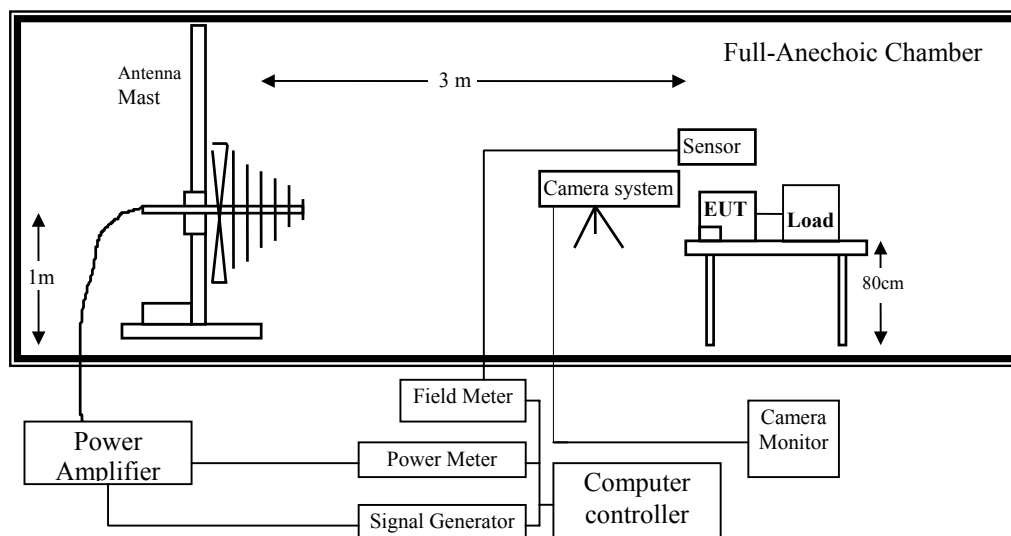 Full-Anechoic Chamber
Antenna
Mast
3 m
Sensor
Camera system
EUT
Load
1m
80cm
Field Meter
Camera
Monitor
Power
Amplifier
Power Meter
Computer
controller
Signal Generator